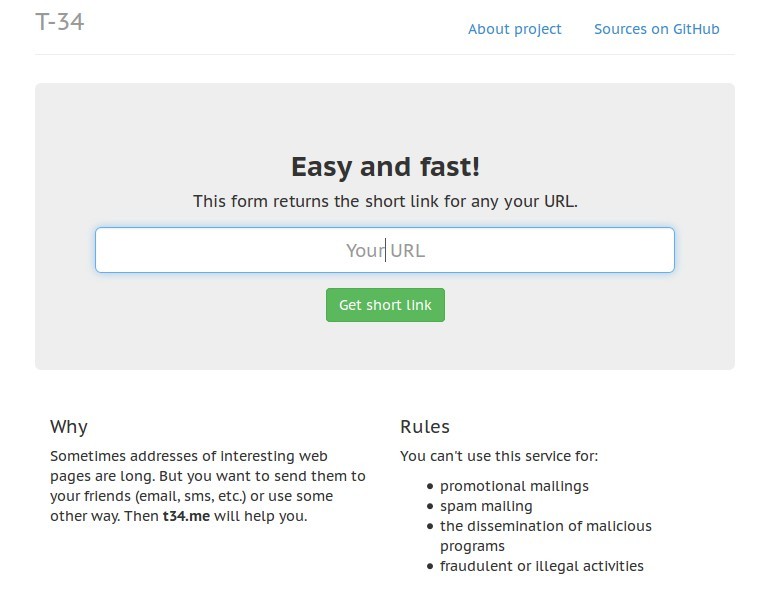 T-34
About project
Sources on GitHub
Easy and fast!
This form returns the short link for any your URL.
Your URL
Get short link
Why
Sometimes addresses of interesting web
pages are long. But you want to send them to
your friends (email, sms, etc.) or use some
other way. Then t34.me will help you.
Rules
You can't use this service for:
• promotional mailings
• spam mailing
• the dissemination of malicious
programs
• fraudulent or illegal activities